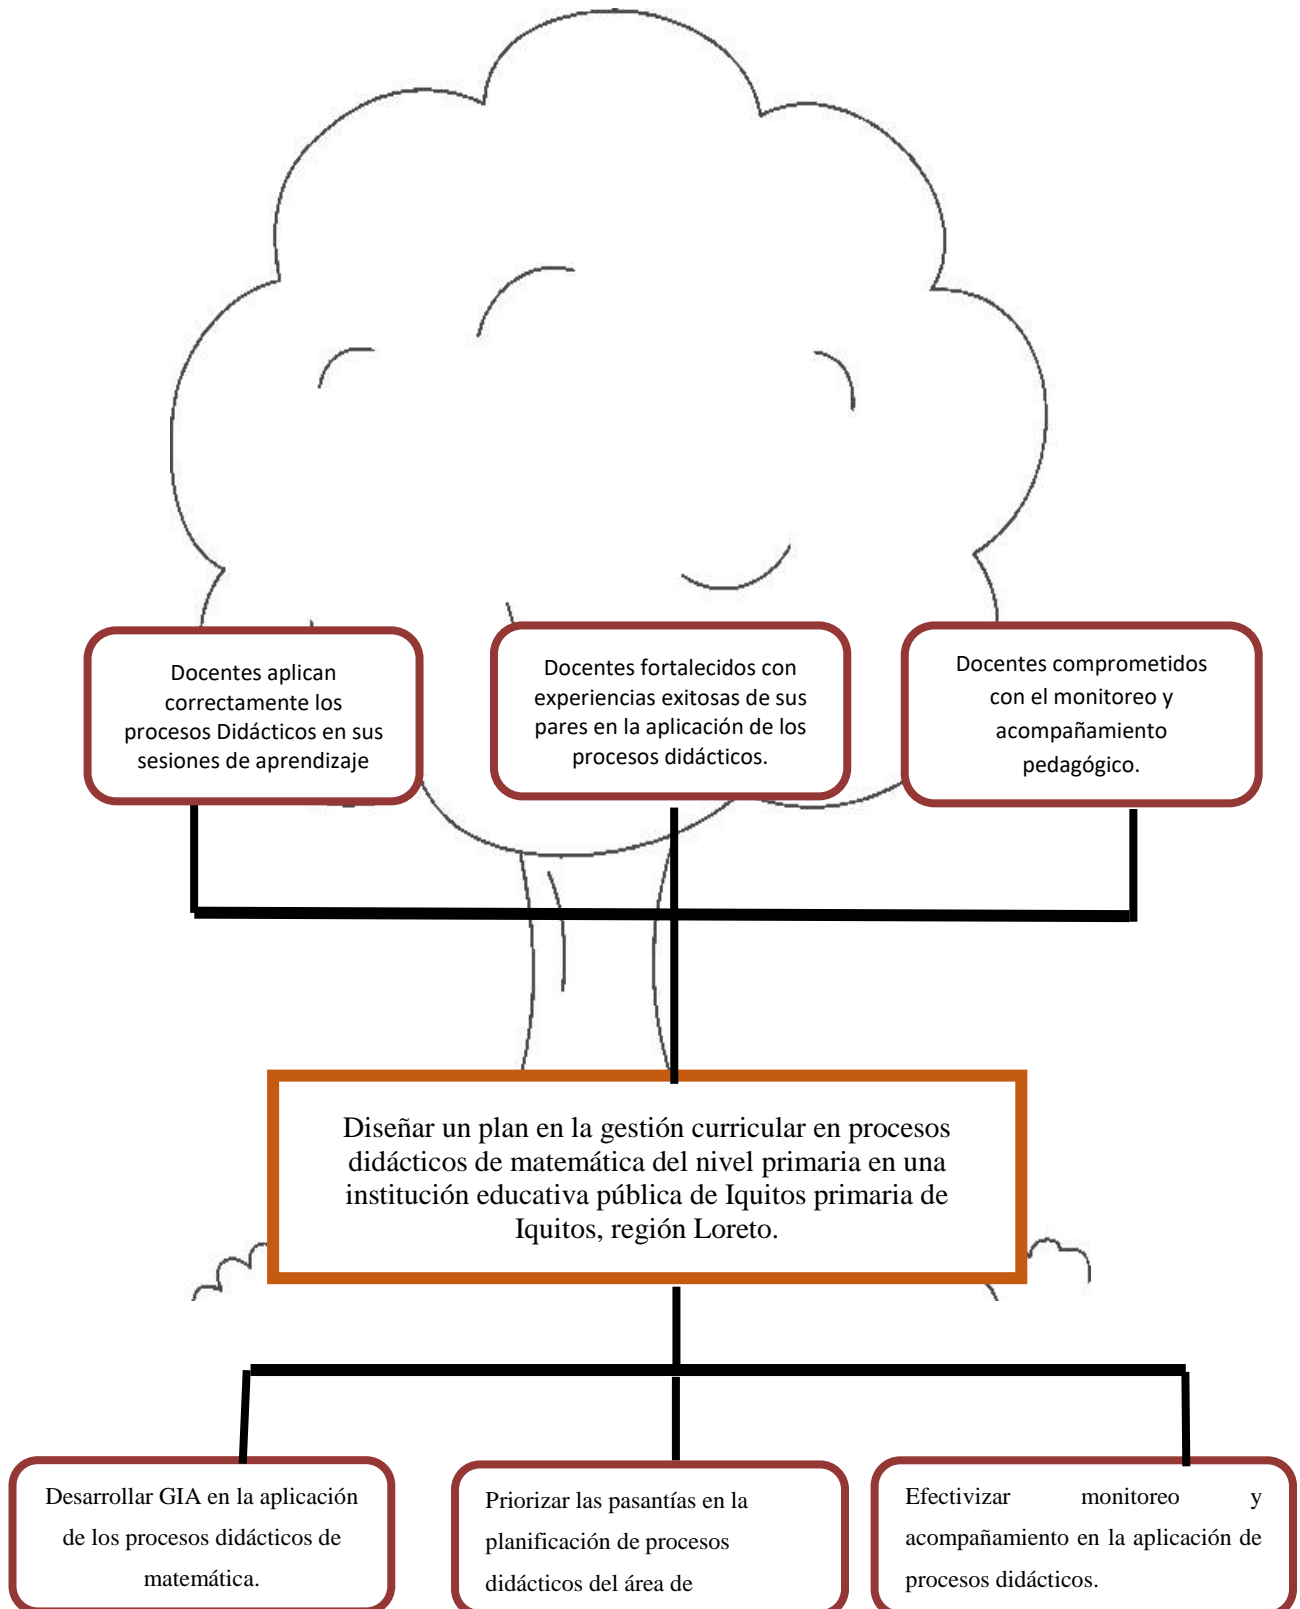 Docentes aplican
correctamente los
procesos Didácticos en sus
sesiones de aprendizaje
Docentes fortalecidos con
experiencias exitosas de sus
pares en la aplicación de los
procesos didácticos.
Docentes comprometidos
con el monitoreo y
acompañamiento
pedagógico.
Diseñar un plan en la gestión curricular en procesos
didácticos de matemática del nivel primaria en una
institución educativa pública de Iquitos primaria de
Iquitos, región Loreto.
Desarrollar GIA en la aplicación
de los procesos didácticos de
matemática.
Priorizar las pasantías en la
planificación de procesos
didácticos del área de
Efectivizar monitoreo y
acompañamiento en la aplicación de
procesos didácticos.